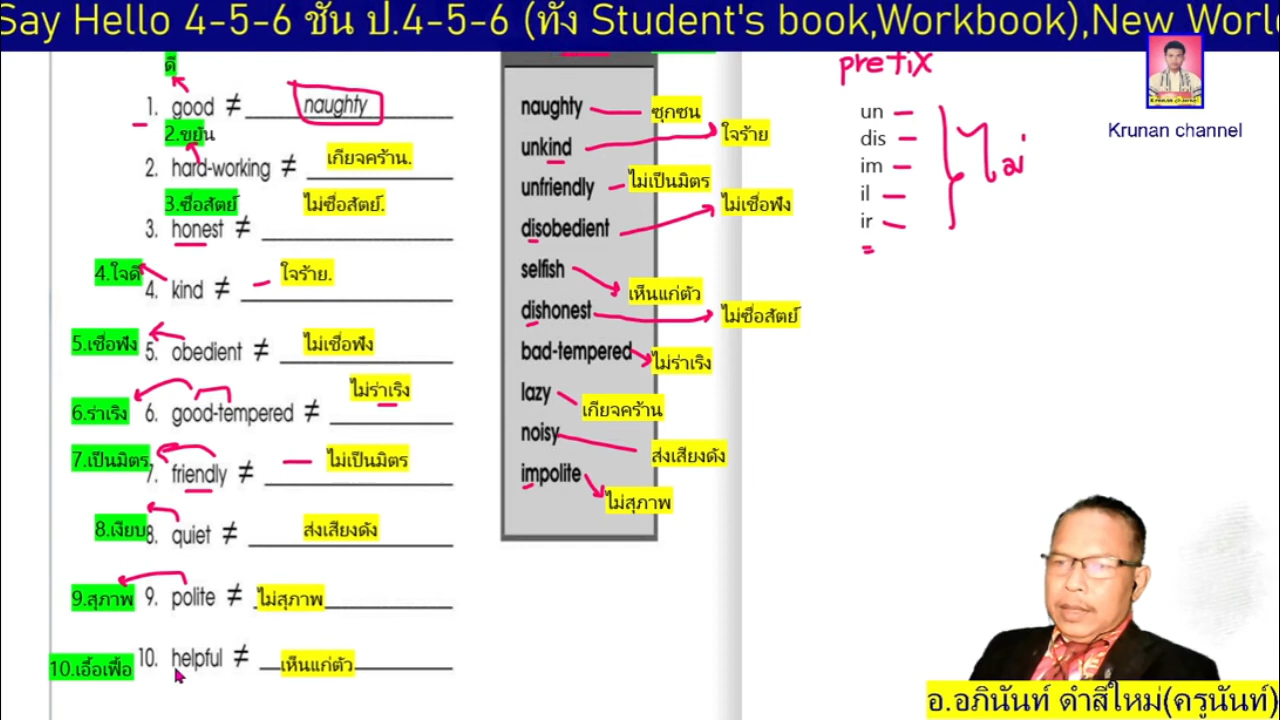 Say Hello 4-5-6 ชั้น ป.4-5-6 (ทั้ง Student's book,Workbook),New Worl
ดี
1. good ≠ naughty
2.ขยัน
2. hard-working ≠ เกียจคร้าน.
3.ซื่อสัตย์ ไม่ซื่อสัตย์.
3. honest ≠
4.ใจดี ใจร้าย.
4. kind ≠
5.เชื่อฟัง 5. obedient ≠ ไม่เชื่อฟัง
ไม่ร่าเริง
6.ร่าเริง 6. good-tempered ≠
7.เป็นมิตร ไม่เป็นมิตร
7. friendly ≠
8.เงียบ 8. quiet ≠ ส่งเสียงดัง
9.สุภาพ 9. polite ≠ ไม่สุภาพ
10.เอื้อเฟื้อ 10. helpful ≠ เห็นแก่ตัว
naughty ซุกซน
unkind ใจร้าย
unfriendly ไม่เป็นมิตร
disobedient ไม่เชื่อฟัง
selfish เห็นแก่ตัว
dishonest ไม่ซื่อสัตย์
bad-tempered ไม่ร่าเริง
lazy เกียจคร้าน
noisy ส่งเสียงดัง
impolite ไม่สุภาพ
prefix
un
dis
im
il
ir
ไม่
Krunan channel
อ.อภินันท์ ดำสีใหม่(ครูนันท์)